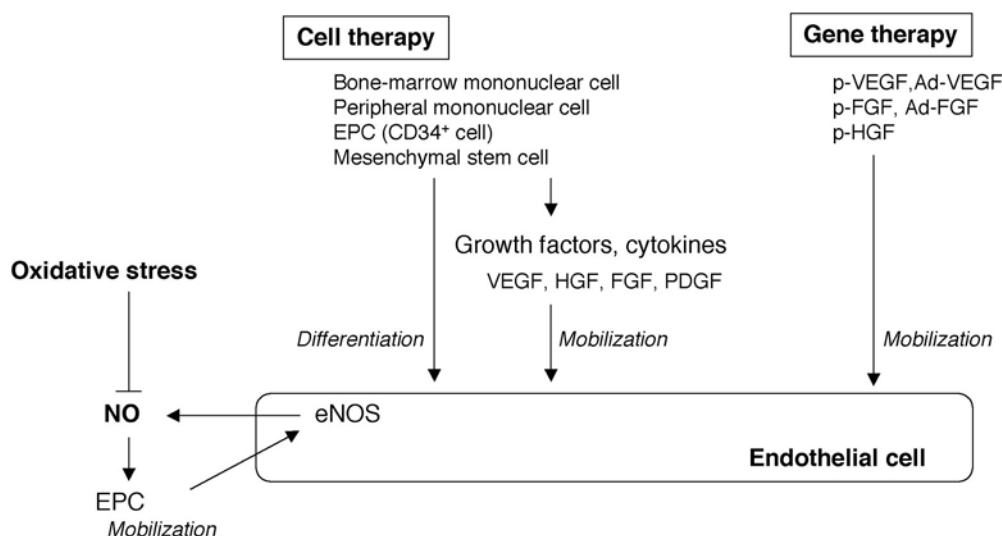 Cell therapy
Bone-marrow mononuclear cell
Peripheral mononuclear cell
EPC (CD34⁺ cell)
Mesenchymal stem cell
Gene therapy
p-VEGF,Ad-VEGF
p-FGF, Ad-FGF
p-HGF
Growth factors, cytokines
VEGF, HGF, FGF, PDGF
Oxidative stress
Differentiation
Mobilization
Mobilization
NO
eNOS
Endothelial cell
EPC
Mobilization